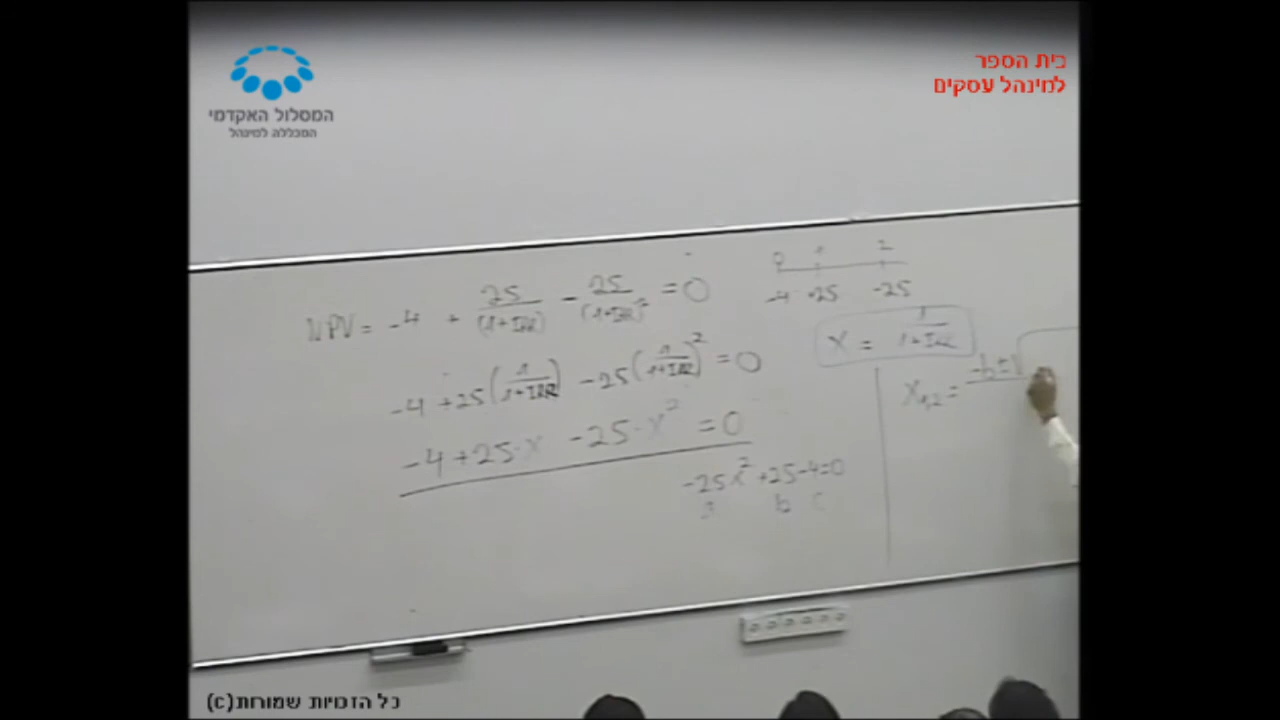 בית הספר
למינהל עסקים
המסלול האקדמי
המכללה למינהל
0 1 2
-4 +25 -25
NPV = -4 + 25/(1+IRR) - 25/(1+IRR)² = 0
X = 1/1+IRR
-4 +25(1/1+IRR) -25(1/1+IRR)² = 0
X1,2 = -b±√
-4+25·X -25·X² = 0
-25X²+25-4=0
a b c
כל הזכויות שמורות(c)